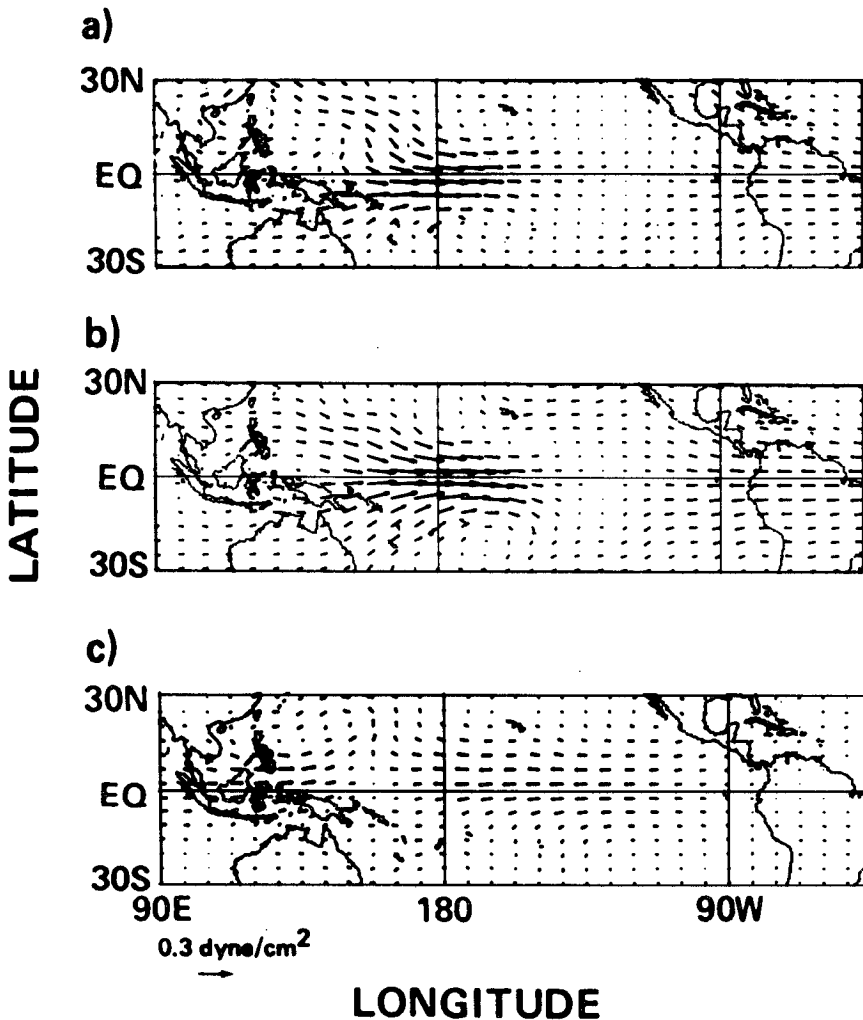 a)
30N
EQ
30S
b)
30N
EQ
30S
LATITUDE
c)
30N
EQ
30S
90E 180 90W
0.3 dyne/cm²
LONGITUDE